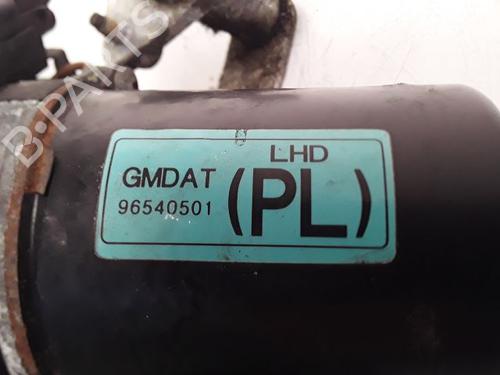 LHD
GMDAT (PL)
96540501
B-PARTS